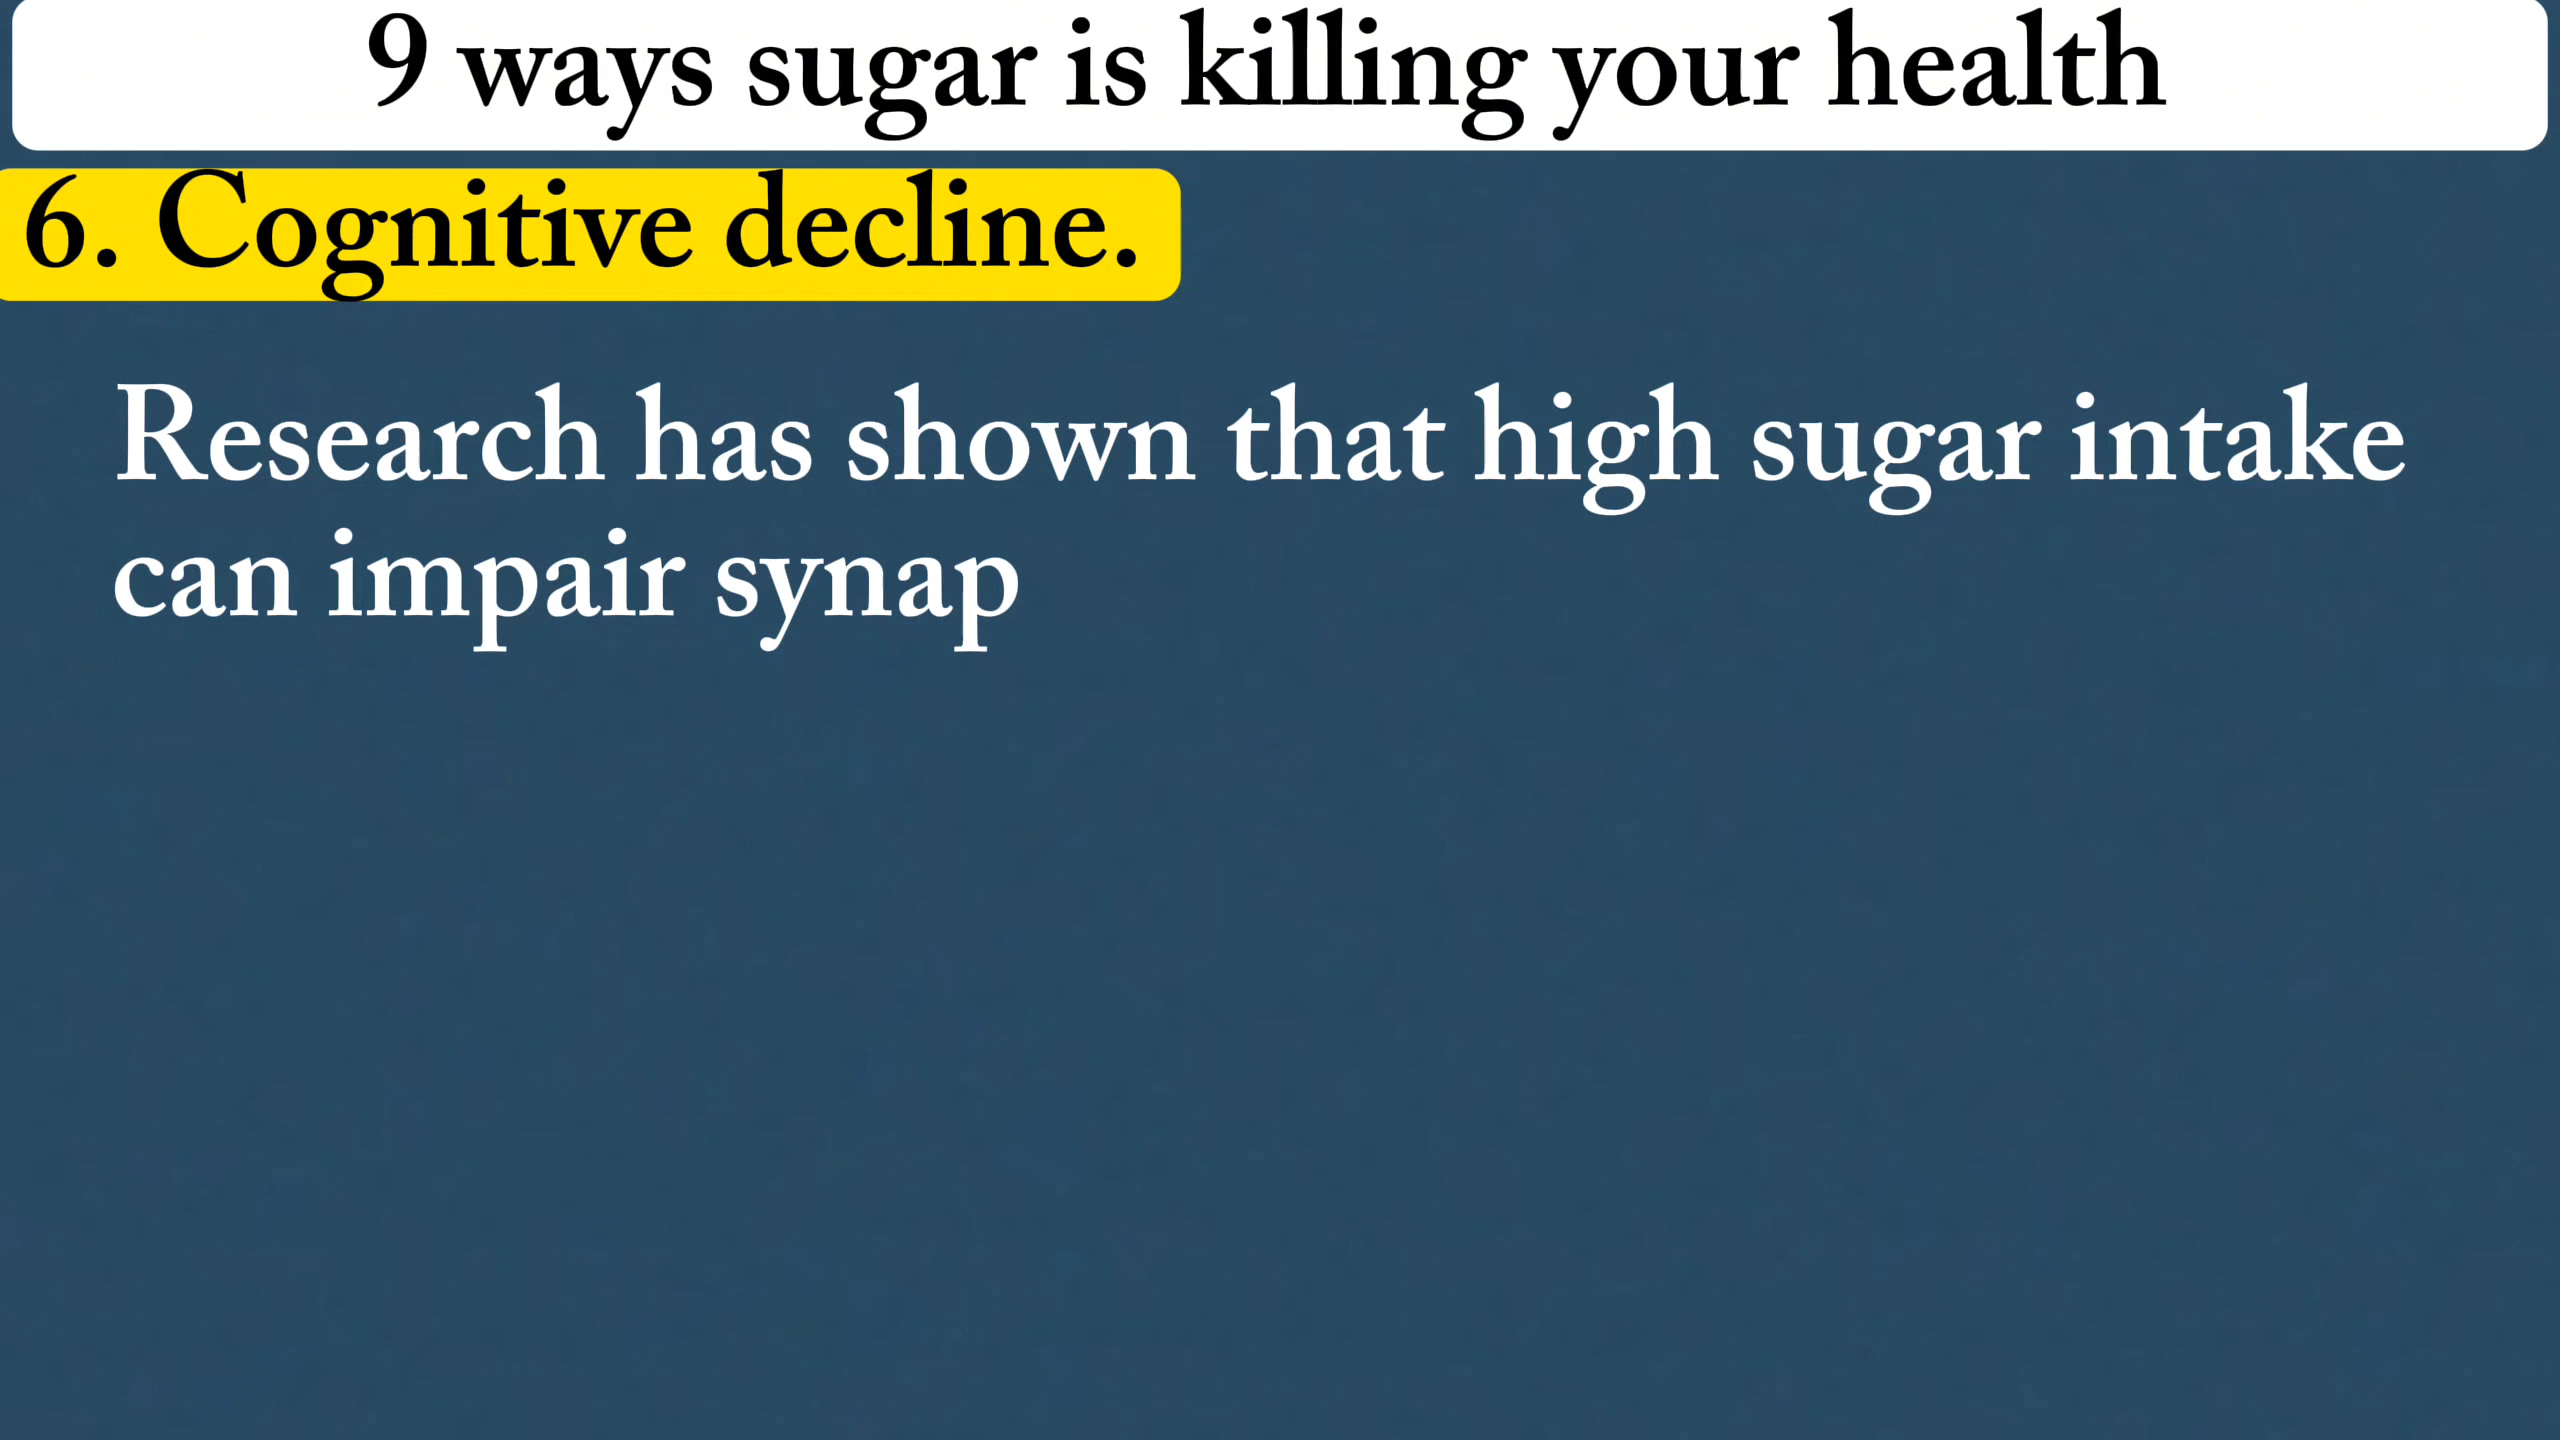 9 ways sugar is killing your health
6. Cognitive decline.
Research has shown that high sugar intake
can impair synap